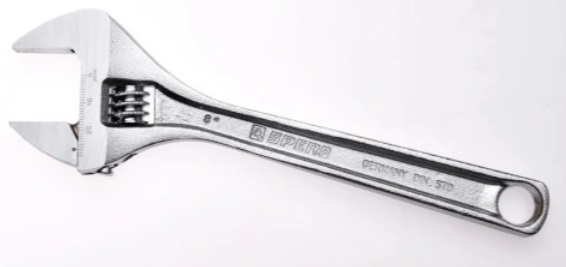 8"
SPERO
GERMANY DIN STD